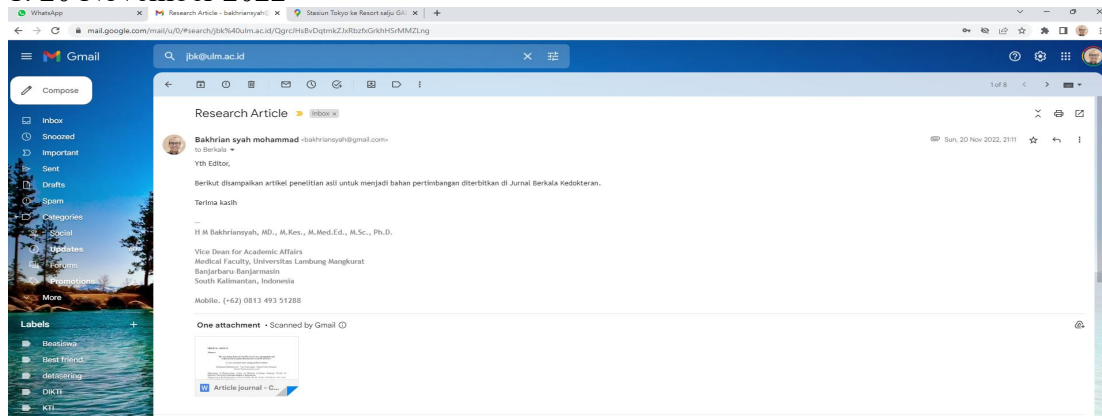 1. 20 November 2022
WhatsApp
Research Article - bakhriansyah@
Stasiun Tokyo ke Resort salju GA
mail.google.com/mail/u/0/#search/jbk%40ulm.ac.id/QgrcJHsBvDqtmkZJxRbzfxGrkhHSrMMZLng
Gmail
jbk@ulm.ac.id
Compose
1 of 8
Inbox
Snoozed
Important
Sent
Drafts
Spam
Categories
Social
Updates
Forums
Promotions
More
Labels
Beasiswa
Best friend
detasering
DIKTI
KTI
Research Article
Inbox x
Bakhrian syah mohammad <bakhriansyah@gmail.com>
Sun, 20 Nov 2022, 21:11
to Berkala
Yth Editor,
Berikut disampaikan artikel penelitian asli untuk menjadi bahan pertimbangan diterbitkan di Jurnal Berkala Kedokteran.
Terima kasih
--
H M Bakhriansyah, MD., M.Kes., M.Med.Ed., M.Sc., Ph.D.
Vice Dean for Academic Affairs
Medical Faculty, Universitas Lambung Mangkurat
Banjarbaru-Banjarmasin
South Kalimantan, Indonesia
Mobile. (+62) 0813 493 51288
One attachment • Scanned by Gmail
W Article journal - C...